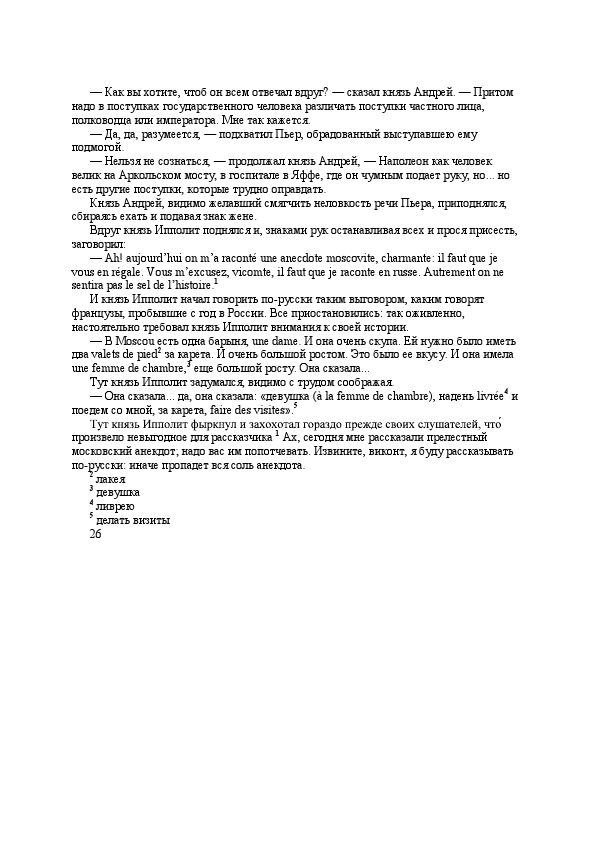 — Как вы хотите, чтоб он всем отвечал вдруг? — сказал князь Андрей. — Притом
надо в поступках государственного человека различать поступки частного лица,
полководца или императора. Мне так кажется.
— Да, да, разумеется, — подхватил Пьер, обрадованный выступавшею ему
подмогой.
— Нельзя не сознаться, — продолжал князь Андрей, — Наполеон как человек
велик на Аркольском мосту, в госпитале в Яффе, где он чумным подает руку, но... но
есть другие поступки, которые трудно оправдать.
Князь Андрей, видимо желавший смягчить неловкость речи Пьера, приподнялся,
сбираясь ехать и подавая знак жене.
Вдруг князь Ипполит поднялся и, знаками рук останавливая всех и прося присесть,
заговорил:
— Ah! aujourd’hui on m’a raconté une anecdote moscovite, charmante: il faut que je
vous en régale. Vous m’excusez, vicomte, il faut que je raconte en russe. Autrement on ne
sentira pas le sel de l’histoire.1
И князь Ипполит начал говорить по-русски таким выговором, каким говорят
французы, пробывшие с год в России. Все приостановились: так оживленно,
настоятельно требовал князь Ипполит внимания к своей истории.
— В Moscou есть одна барыня, une dame. И она очень скупа. Ей нужно было иметь
два valets de pied2 за карета. И очень большой ростом. Это было ее вкусу. И она имела
une femme de chambre,3 еще большой росту. Она сказала...
Тут князь Ипполит задумался, видимо с трудом соображая.
— Она сказала... да, она сказала: «девушка (à la femme de chambre), надень livrée4 и
поедем со мной, за карета, faire des visites».5
Тут князь Ипполит фыркнул и захохотал гораздо прежде своих слушателей, что́
произвело невыгодное для рассказчика 1 Ах, сегодня мне рассказали прелестный
московский анекдот; надо вас им попотчевать. Извините, виконт, я буду рассказывать
по-русски: иначе пропадет вся соль анекдота.
2 лакея
3 девушка
4 ливрею
5 делать визиты
26